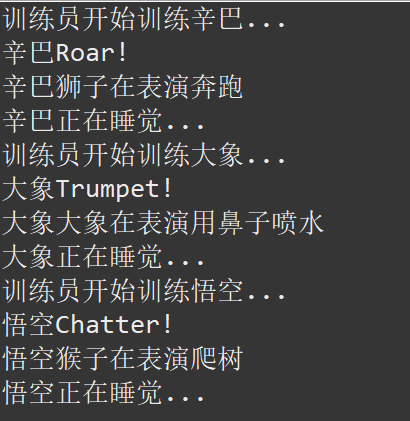 训练员开始训练辛巴...
辛巴Roar!
辛巴狮子在表演奔跑
辛巴正在睡觉...
训练员开始训练大象...
大象Trumpet!
大象大象在表演用鼻子喷水
大象正在睡觉...
训练员开始训练悟空...
悟空Chatter!
悟空猴子在表演爬树
悟空正在睡觉...